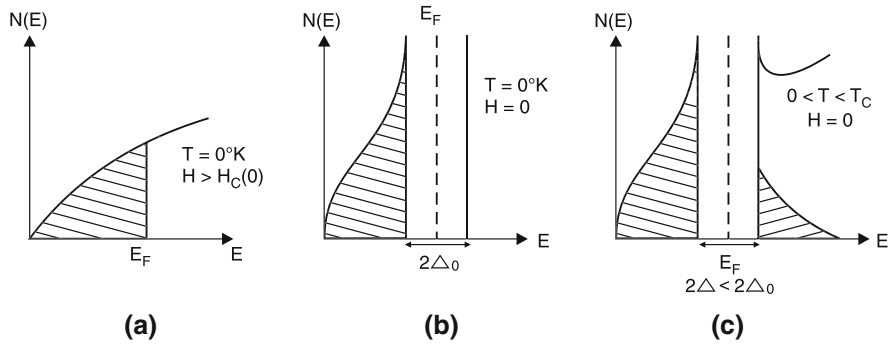 N(E)
T = 0°K
H > H_C(0)
E_F
E
(a)
N(E)
E_F
T = 0°K
H = 0
E
2△₀
(b)
N(E)
0 < T < T_C
H = 0
E
E_F
2△ < 2△₀
(c)